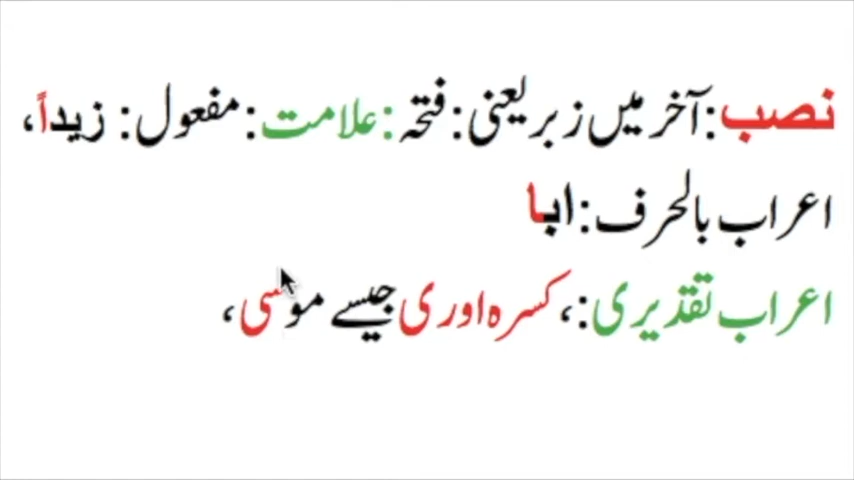 نصب: آخر میں زبر یعنی: فتحہ: علامت: مفعول: زیداً،
اعراب بالحرف: ابا
اعراب تقدیری:، کسرہ اور ی جیسے موسی،